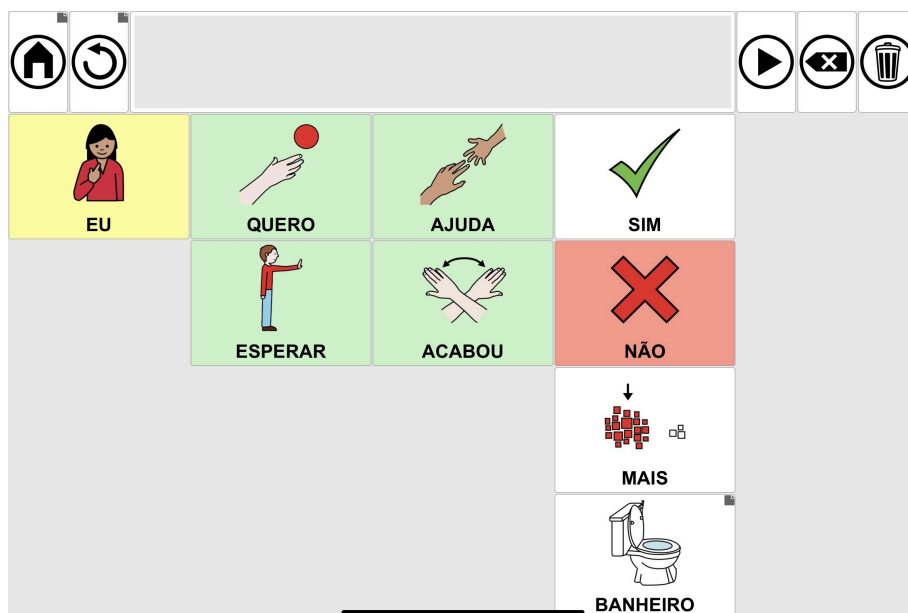 EU
QUERO
AJUDA
SIM
ESPERAR
ACABOU
NÃO
MAIS
BANHEIRO